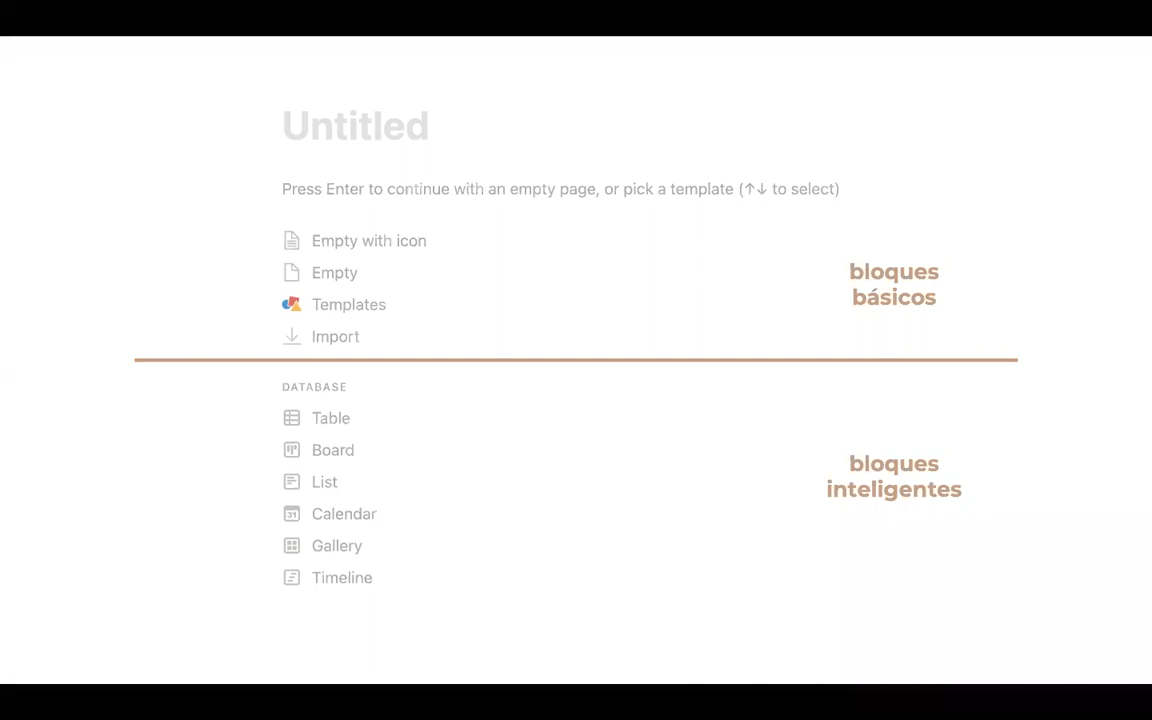 Untitled
Press Enter to continue with an empty page, or pick a template (↑↓ to select)
Empty with icon
Empty
Templates
Import
bloques
básicos
DATABASE
Table
Board
List
Calendar
Gallery
Timeline
bloques
inteligentes